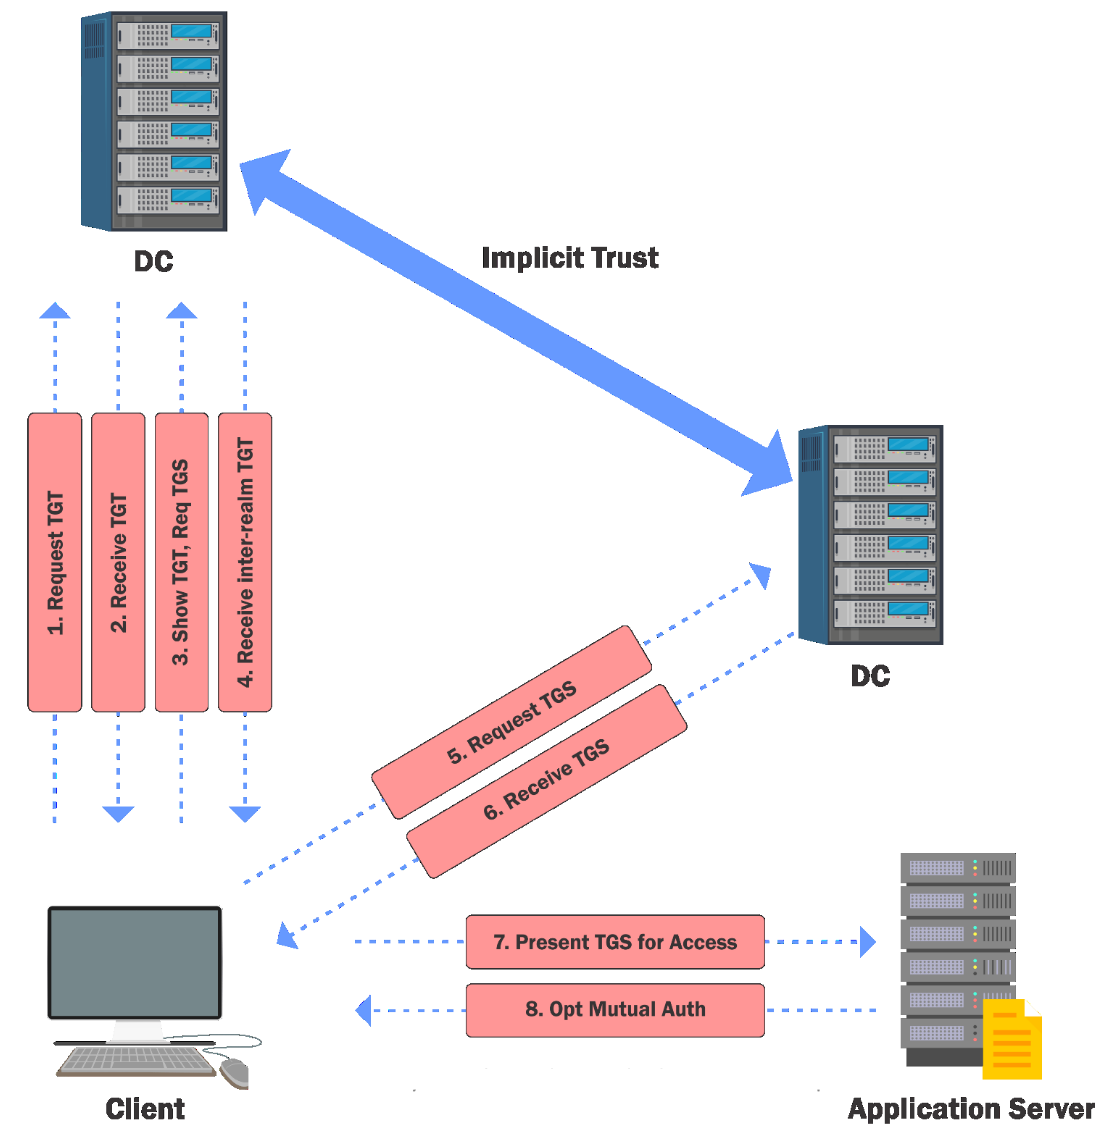 DC
Implicit Trust
1. Request TGT
2. Receive TGT
3. Show TGT, Req TGS
4. Receive inter-realm TGT
DC
5. Request TGS
6. Receive TGS
7. Present TGS for Access
8. Opt Mutual Auth
Client
Application Server